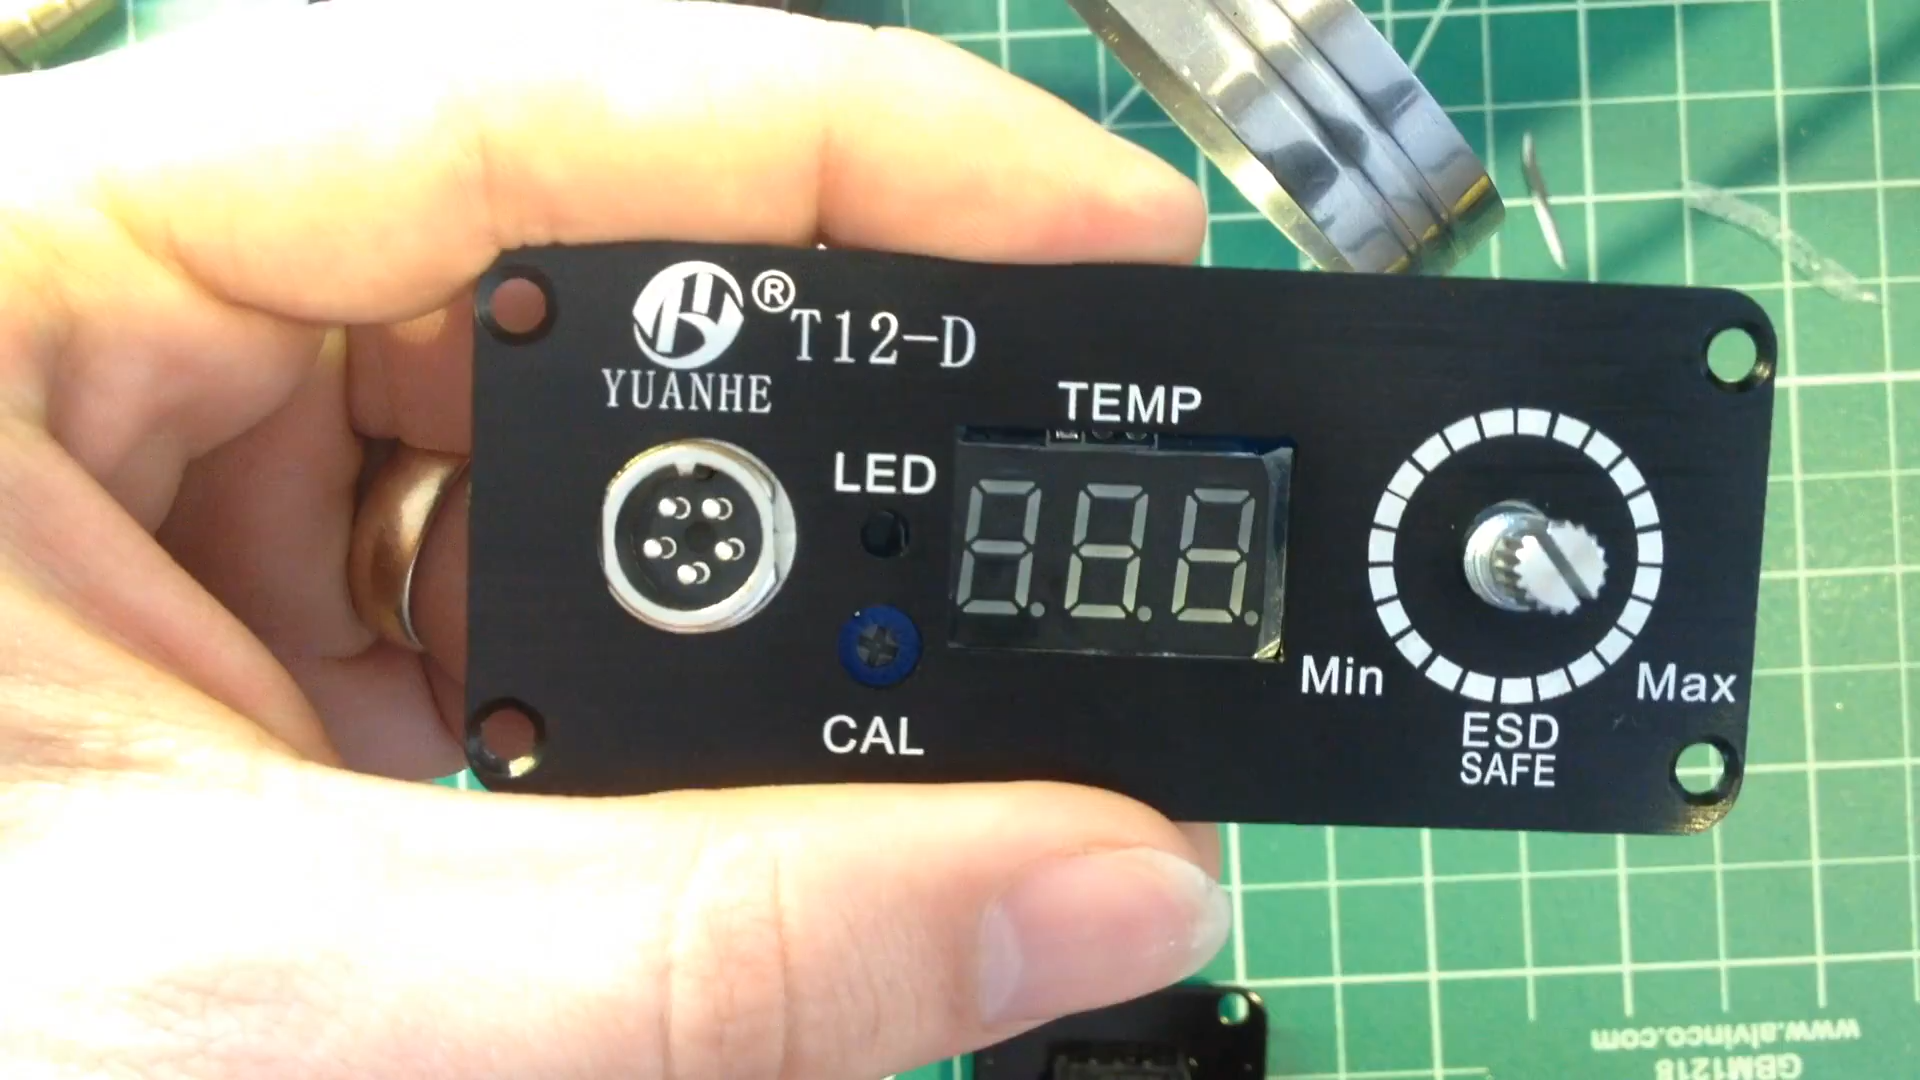 ®
T12-D
YUANHE
TEMP
LED
CAL
Min
Max
ESD
SAFE
www.alvinco.com
GBM1218